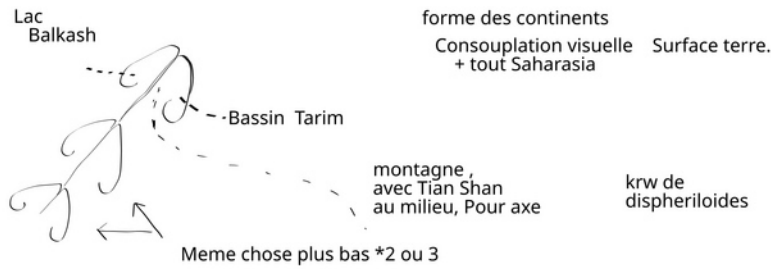 Lac
Balkash
forme des continents
Consouplation visuelle
+ tout Saharasia
Surface terre.
Bassin Tarim
montagne ,
avec Tian Shan
au milieu, Pour axe
krw de
dispheriloides
Meme chose plus bas *2 ou 3